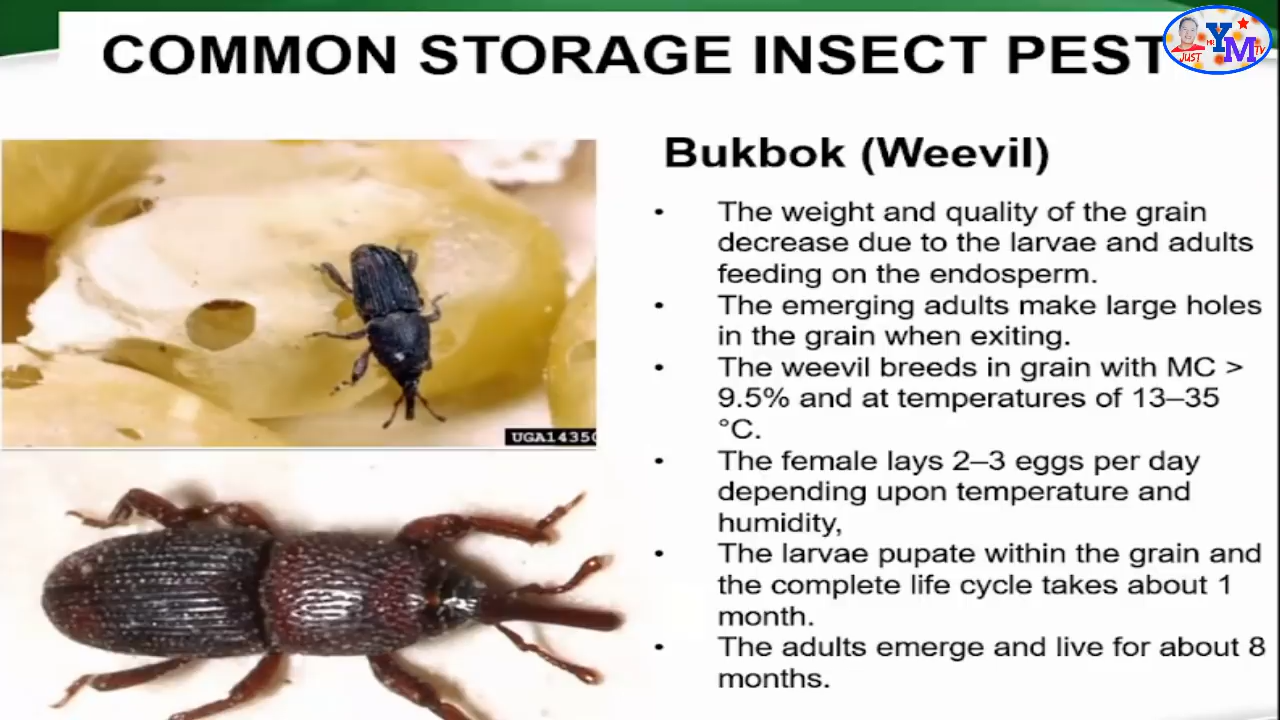 COMMON STORAGE INSECT PEST
JUST
MR
YM
TV
Bukbok (Weevil)
• The weight and quality of the grain
decrease due to the larvae and adults
feeding on the endosperm.
• The emerging adults make large holes
in the grain when exiting.
• The weevil breeds in grain with MC >
9.5% and at temperatures of 13–35
°C.
• The female lays 2–3 eggs per day
depending upon temperature and
humidity,
• The larvae pupate within the grain and
the complete life cycle takes about 1
month.
• The adults emerge and live for about 8
months.
UGA1435